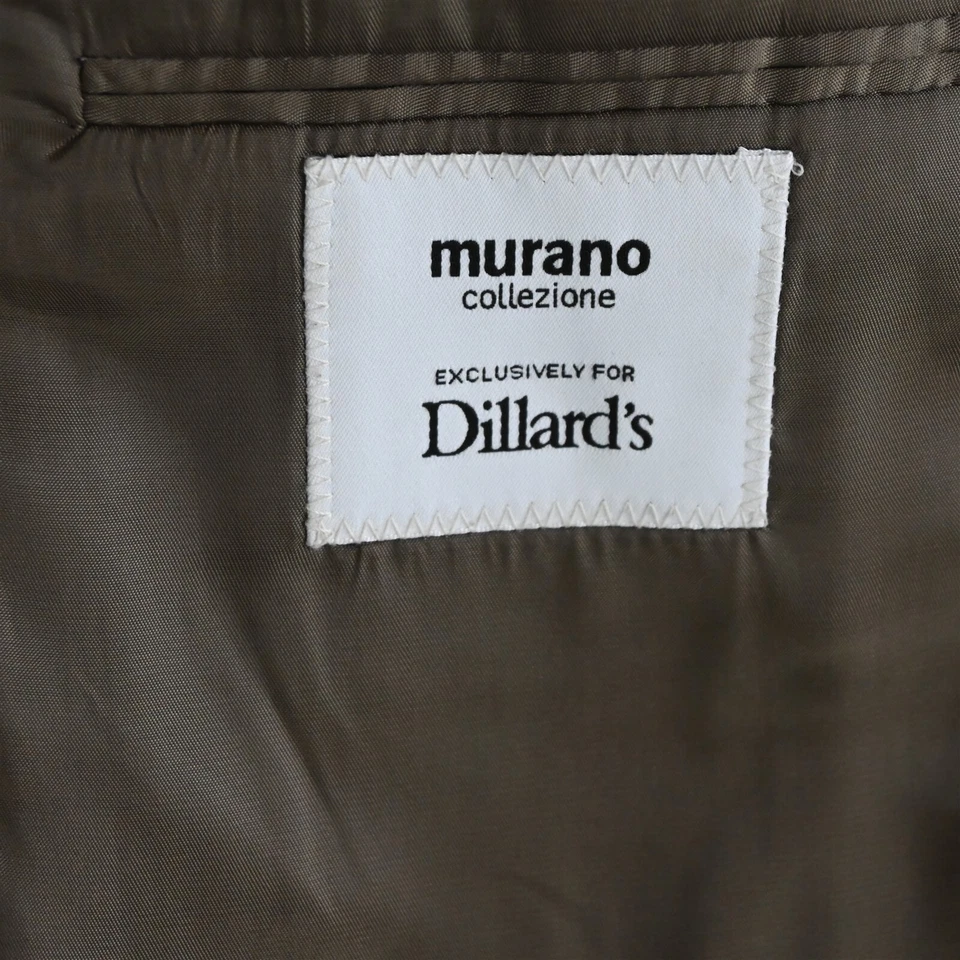 murano
collezione
EXCLUSIVELY FOR
Dillard's